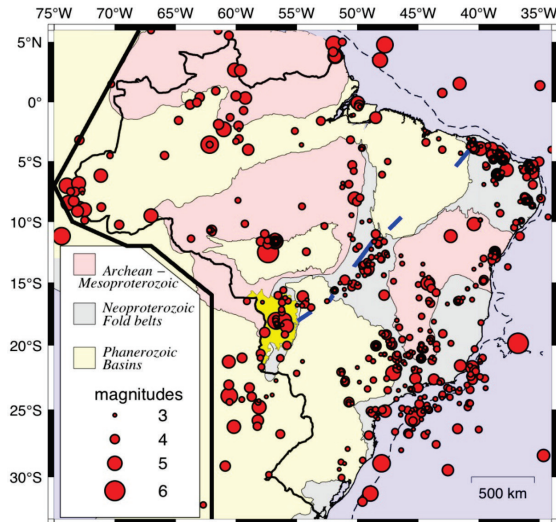 75°W 70°W 65°W 60°W 55°W 50°W 45°W 40°W 35°W
5°N
0°
5°S
10°S
15°S
20°S
25°S
30°S
Archean –
Mesoproterozoic
Neoproterozoic
Fold belts
Phanerozoic
Basins
magnitudes
3
4
5
6
500 km